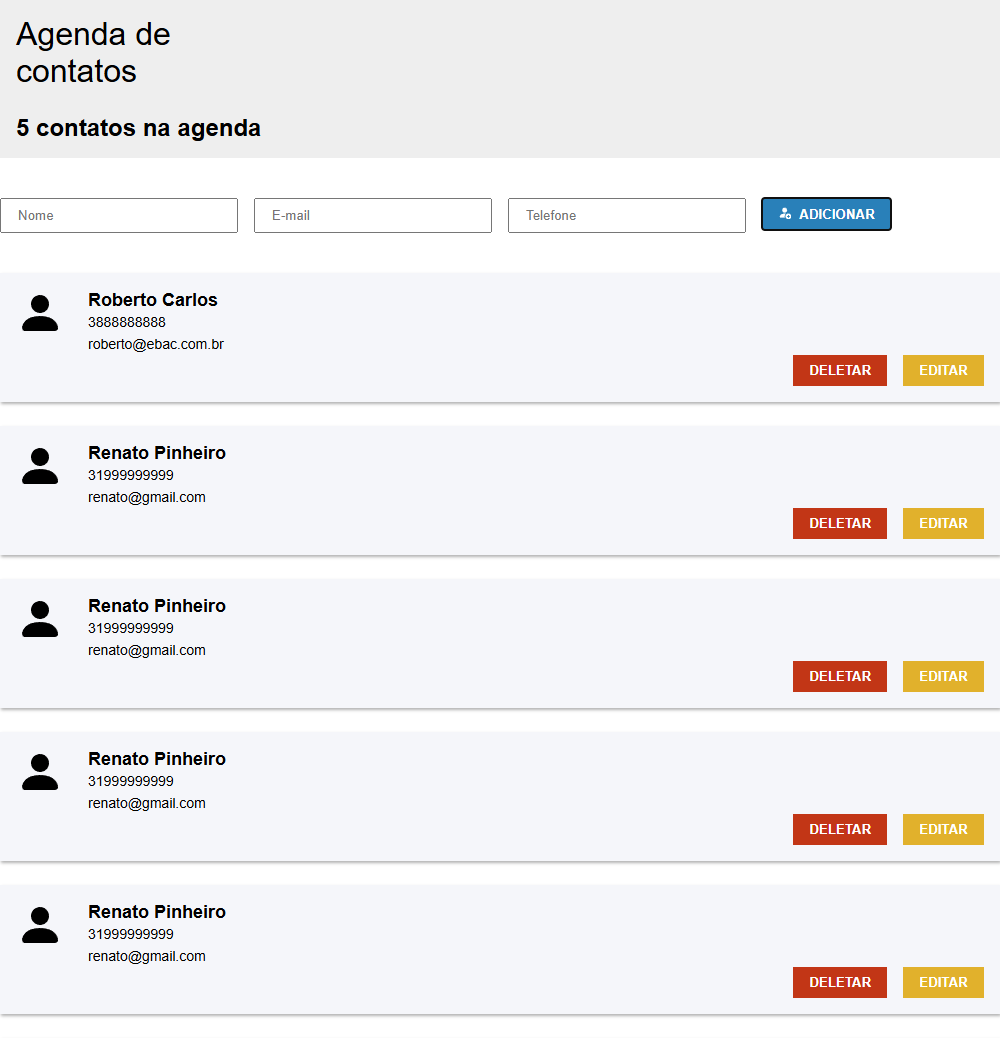 Agenda de
contatos
5 contatos na agenda
Nome
E-mail
Telefone
ADICIONAR
Roberto Carlos
3888888888
roberto@ebac.com.br
DELETAR
EDITAR
Renato Pinheiro
31999999999
renato@gmail.com
DELETAR
EDITAR
Renato Pinheiro
31999999999
renato@gmail.com
DELETAR
EDITAR
Renato Pinheiro
31999999999
renato@gmail.com
DELETAR
EDITAR
Renato Pinheiro
31999999999
renato@gmail.com
DELETAR
EDITAR